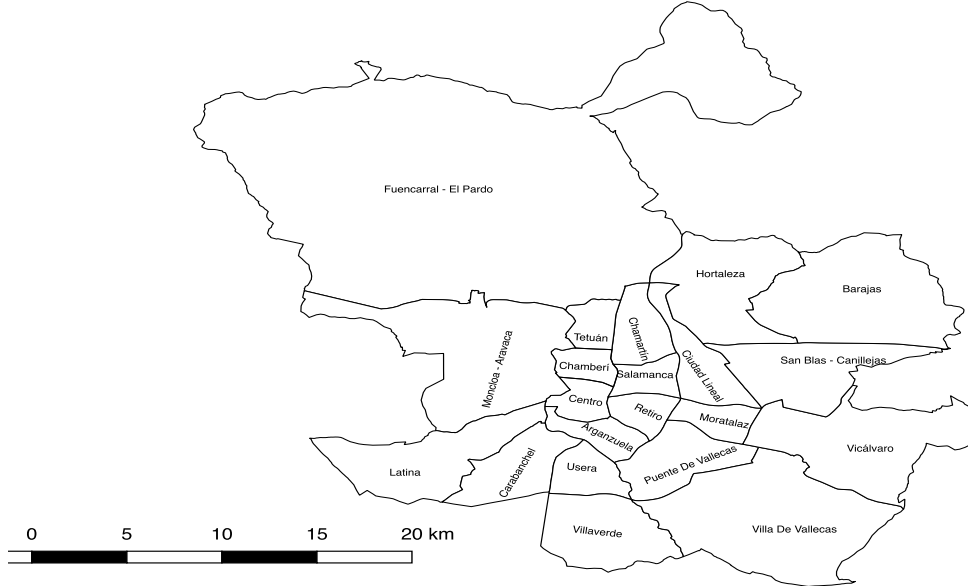 Fuencarral - El Pardo
Hortaleza
Barajas
Tetuán
Chamartín
San Blas - Canillejas
Moncloa - Aravaca
Chamberí
Salamanca
Ciudad Lineal
Centro
Retiro
Moratalaz
Arganzuela
Vicálvaro
Latina
Carabanchel
Usera
Puente De Vallecas
Villaverde
Villa De Vallecas
0 5 10 15 20 km